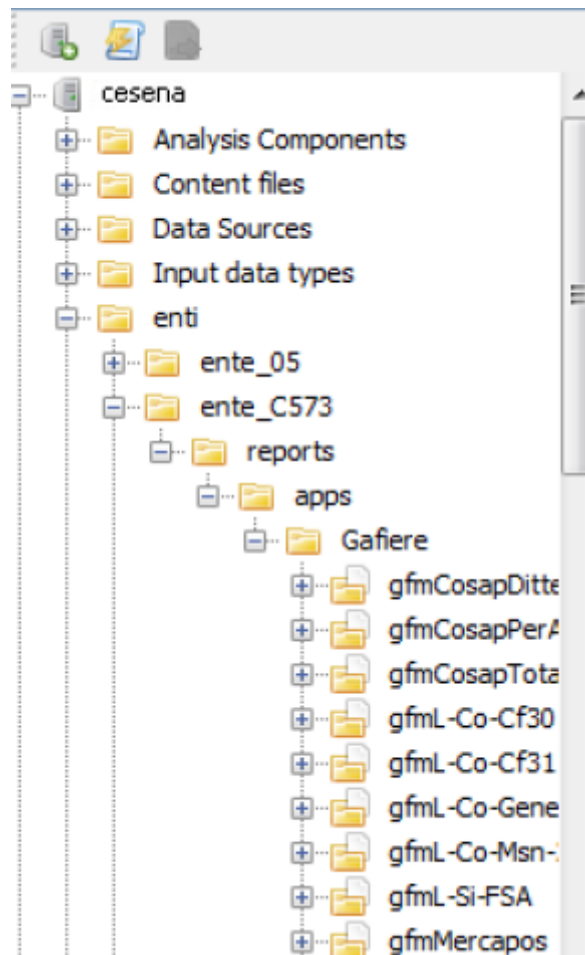 cesena
Analysis Components
Content files
Data Sources
Input data types
enti
ente_05
ente_C573
reports
apps
Gafiere
gfmCosapDitte
gfmCosapPerA
gfmCosapTota
gfmL-Co-Cf30
gfmL-Co-Cf31
gfmL-Co-Gene
gfmL-Co-Msn-
gfmL-Si-FSA
gfmMercapos